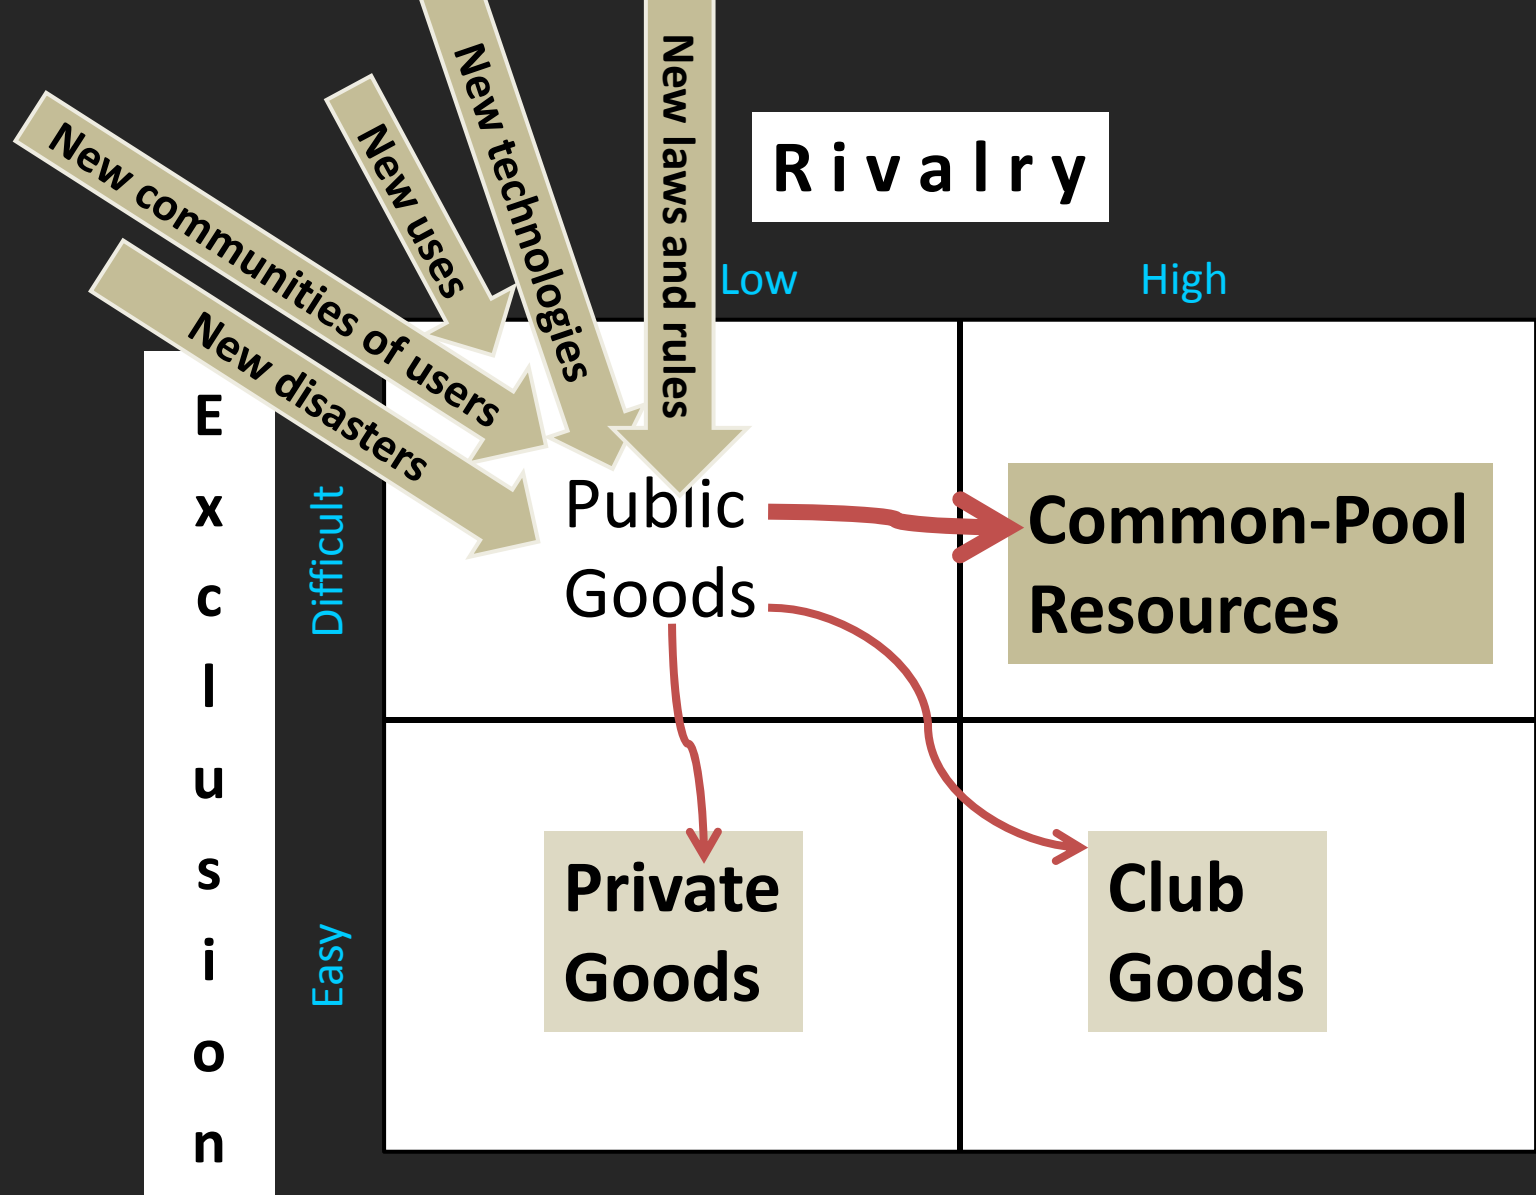 New communities of users
New disasters
New uses
New technologies
New laws and rules
Rivalry
Low
High
Exclusion
Difficult
Easy
Public
Goods
Common-Pool
Resources
Private
Goods
Club
Goods